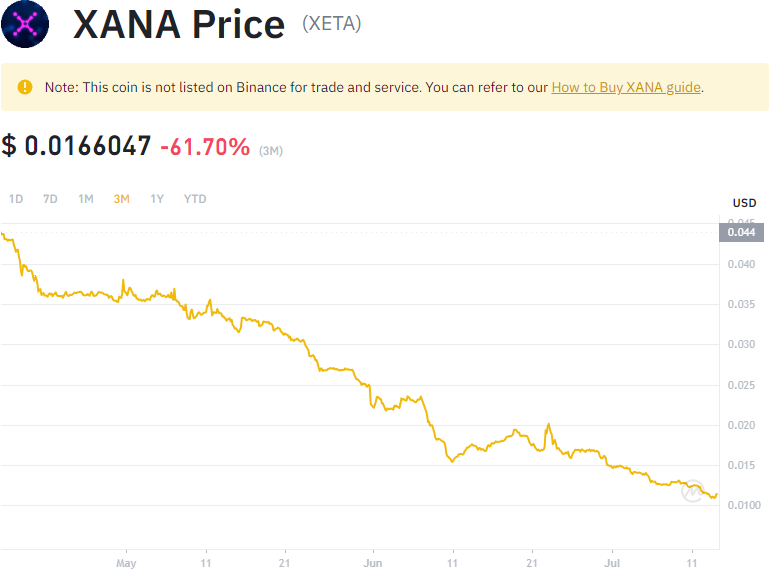 XANA Price (XETA)
Note: This coin is not listed on Binance for trade and service. You can refer to our How to Buy XANA guide.
$ 0.0166047 -61.70% (3M)
1D 7D 1M 3M 1Y YTD
USD
0.045
0.044
0.040
0.035
0.030
0.025
0.020
0.015
0.0100
May 11 21 Jun 11 21 Jul 11